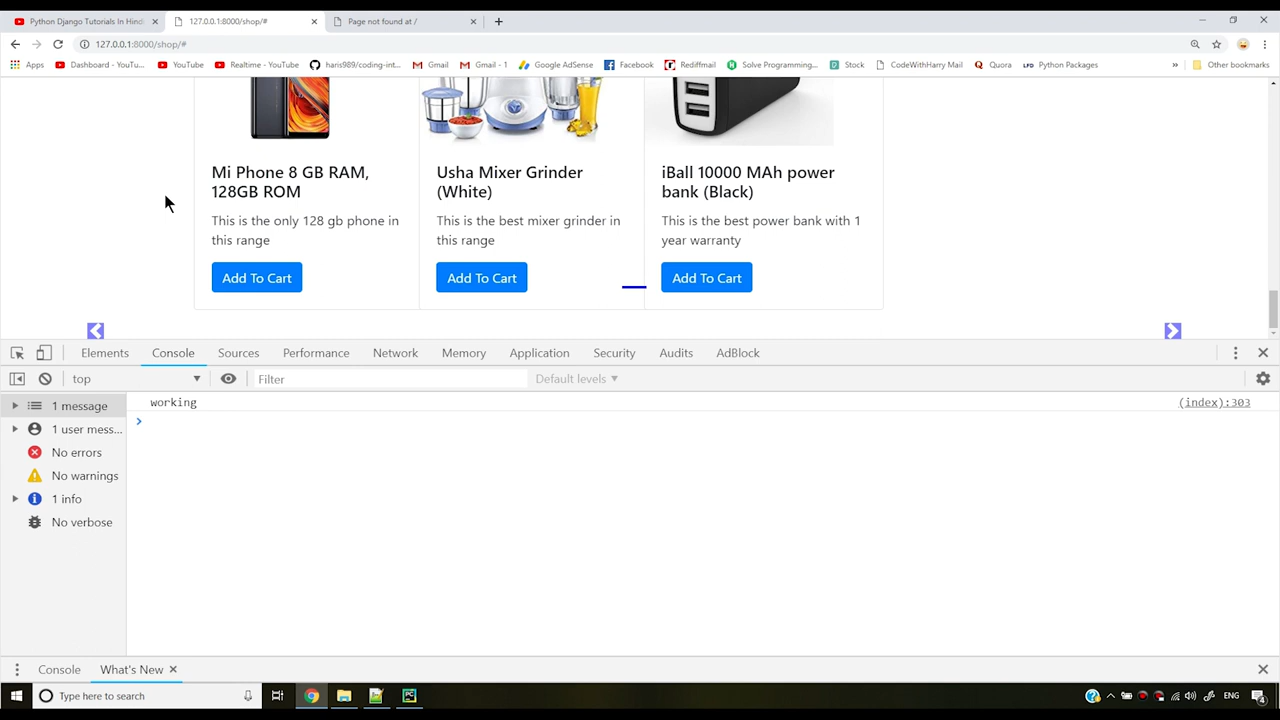 Python Django Tutorials In Hindi
127.0.0.1:8000/shop/#
Page not found at /
127.0.0.1:8000/shop/#
Apps
Dashboard - YouTu...
YouTube
Realtime - YouTube
haris989/coding-int...
Gmail
Gmail - 1
Google AdSense
Facebook
Rediffmail
Solve Programming...
Stock
CodeWithHarry Mail
Quora
LFD
Python Packages
»
Other bookmarks
Mi Phone 8 GB RAM,
128GB ROM
This is the only 128 gb phone in
this range
Add To Cart
Usha Mixer Grinder
(White)
This is the best mixer grinder in
this range
Add To Cart
iBall 10000 MAh power
bank (Black)
This is the best power bank with 1
year warranty
Add To Cart
Elements
Console
Sources
Performance
Network
Memory
Application
Security
Audits
AdBlock
top
Filter
Default levels
1 message
1 user mess...
No errors
No warnings
1 info
No verbose
working
(index):303
Console
What's New
Type here to search
ENG